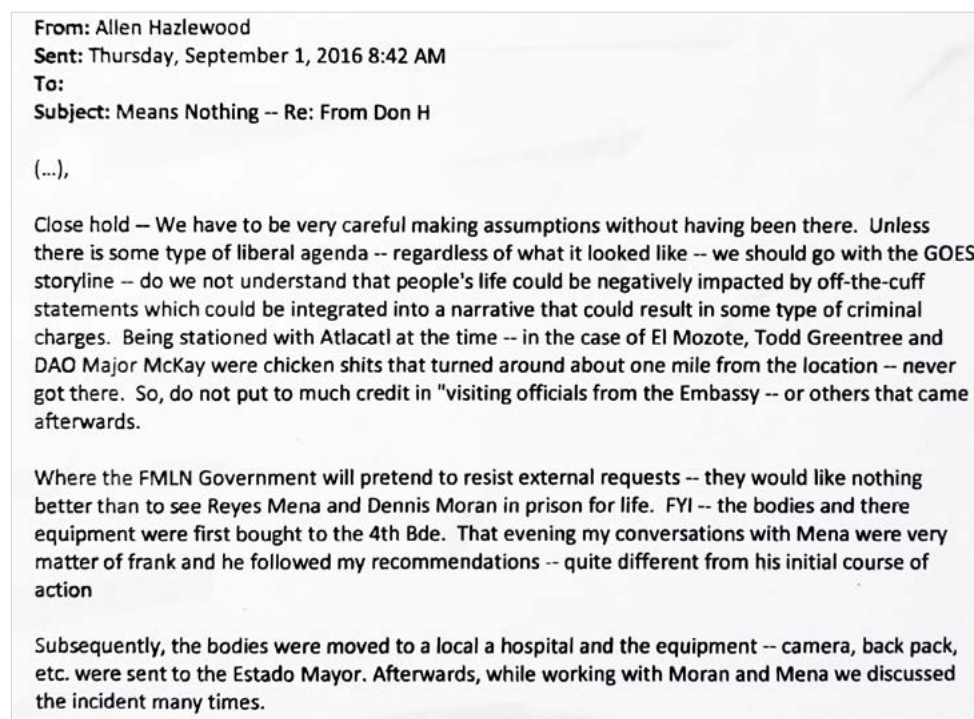 From: Allen Hazlewood
Sent: Thursday, September 1, 2016 8:42 AM
To:
Subject: Means Nothing -- Re: From Don H
(...),
Close hold -- We have to be very careful making assumptions without having been there. Unless
there is some type of liberal agenda -- regardless of what it looked like -- we should go with the GOES
storyline -- do we not understand that people's life could be negatively impacted by off-the-cuff
statements which could be integrated into a narrative that could result in some type of criminal
charges. Being stationed with Atlacatl at the time -- in the case of El Mozote, Todd Greentree and
DAO Major McKay were chicken shits that turned around about one mile from the location -- never
got there. So, do not put to much credit in "visiting officials from the Embassy -- or others that came
afterwards.
Where the FMLN Government will pretend to resist external requests -- they would like nothing
better than to see Reyes Mena and Dennis Moran in prison for life. FYI -- the bodies and there
equipment were first bought to the 4th Bde. That evening my conversations with Mena were very
matter of frank and he followed my recommendations -- quite different from his initial course of
action
Subsequently, the bodies were moved to a local a hospital and the equipment -- camera, back pack,
etc. were sent to the Estado Mayor. Afterwards, while working with Moran and Mena we discussed
the incident many times.